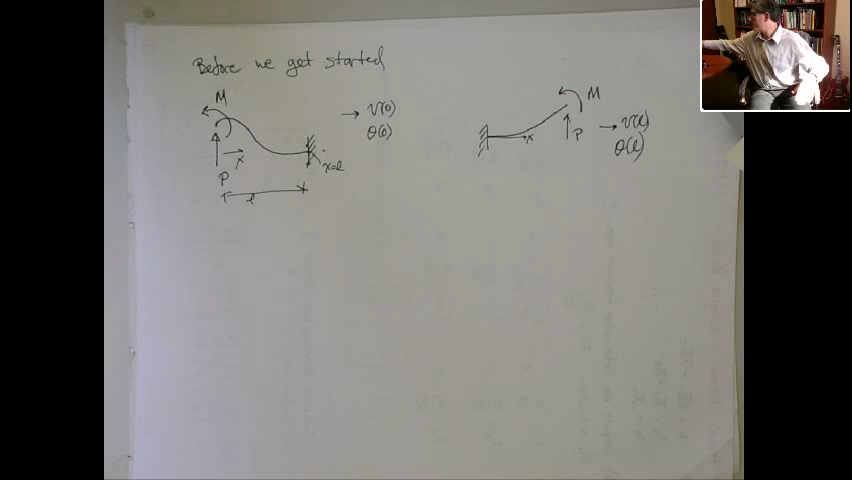 Before we get started
M
P
x
l
x=l
→ v(0)
θ(0)
x
M
P
→ v(l)
θ(l)